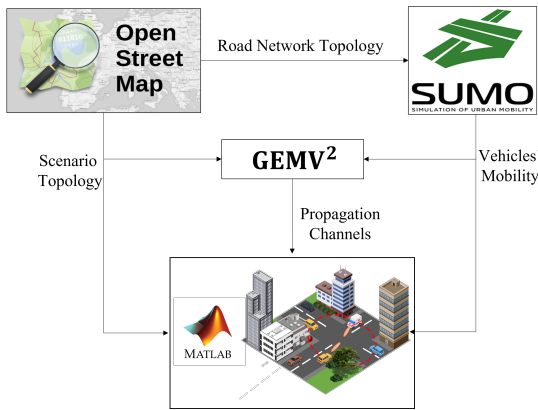 Open
Street
Map
Road Network Topology
SUMO
SIMULATION OF URBAN MOBILITY
Scenario
Topology
GEMV²
Vehicles
Mobility
Propagation
Channels
MATLAB